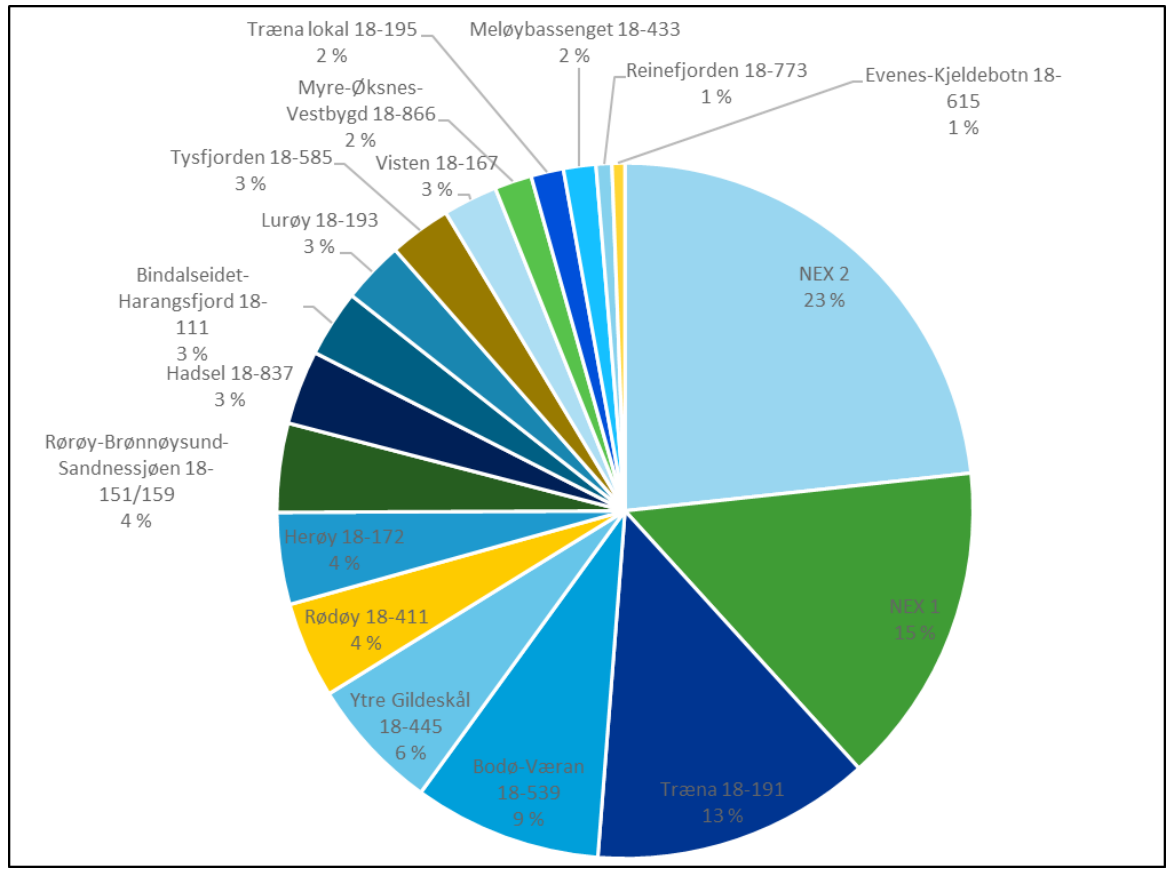 Træna lokal 18-195
2 %
Meløybassenget 18-433
2 %
Reinefjorden 18-773
1 %
Evenes-Kjeldebotn 18-
615
1 %
Myre-Øksnes-
Vestbygd 18-866
2 %
Tysfjorden 18-585
3 %
Visten 18-167
3 %
Lurøy 18-193
3 %
Bindalseidet-
Harangsfjord 18-
111
3 %
Hadsel 18-837
3 %
Rørøy-Brønnøysund-
Sandnessjøen 18-
151/159
4 %
Herøy 18-172
4 %
Rødøy 18-411
4 %
Ytre Gildeskål
18-445
6 %
Bodø-Væran
18-539
9 %
Træna 18-191
13 %
NEX 1
15 %
NEX 2
23 %